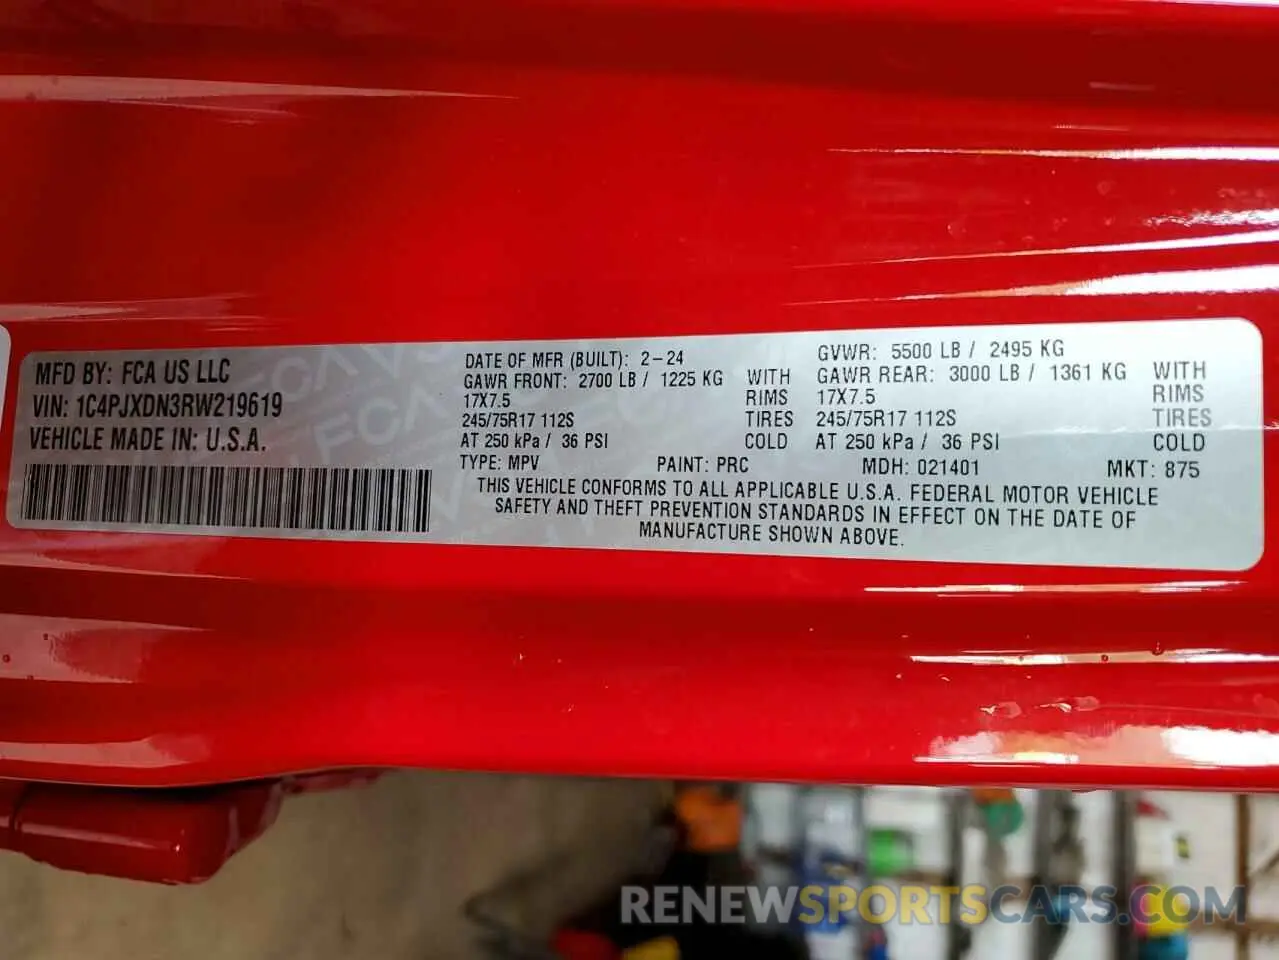 MFD BY: FCA US LLC
VIN: 1C4PJXDN3RW219619
VEHICLE MADE IN: U.S.A.
DATE OF MFR (BUILT): 2-24 GVWR: 5500 LB / 2495 KG
GAWR FRONT: 2700 LB / 1225 KG WITH GAWR REAR: 3000 LB / 1361 KG WITH
17X7.5 RIMS 17X7.5 RIMS
245/75R17 112S TIRES 245/75R17 112S TIRES
AT 250 kPa / 36 PSI COLD AT 250 kPa / 36 PSI COLD
TYPE: MPV PAINT: PRC MDH: 021401 MKT: 875
THIS VEHICLE CONFORMS TO ALL APPLICABLE U.S.A. FEDERAL MOTOR VEHICLE
SAFETY AND THEFT PREVENTION STANDARDS IN EFFECT ON THE DATE OF
MANUFACTURE SHOWN ABOVE.
RENEWSPORTSCARS.COM